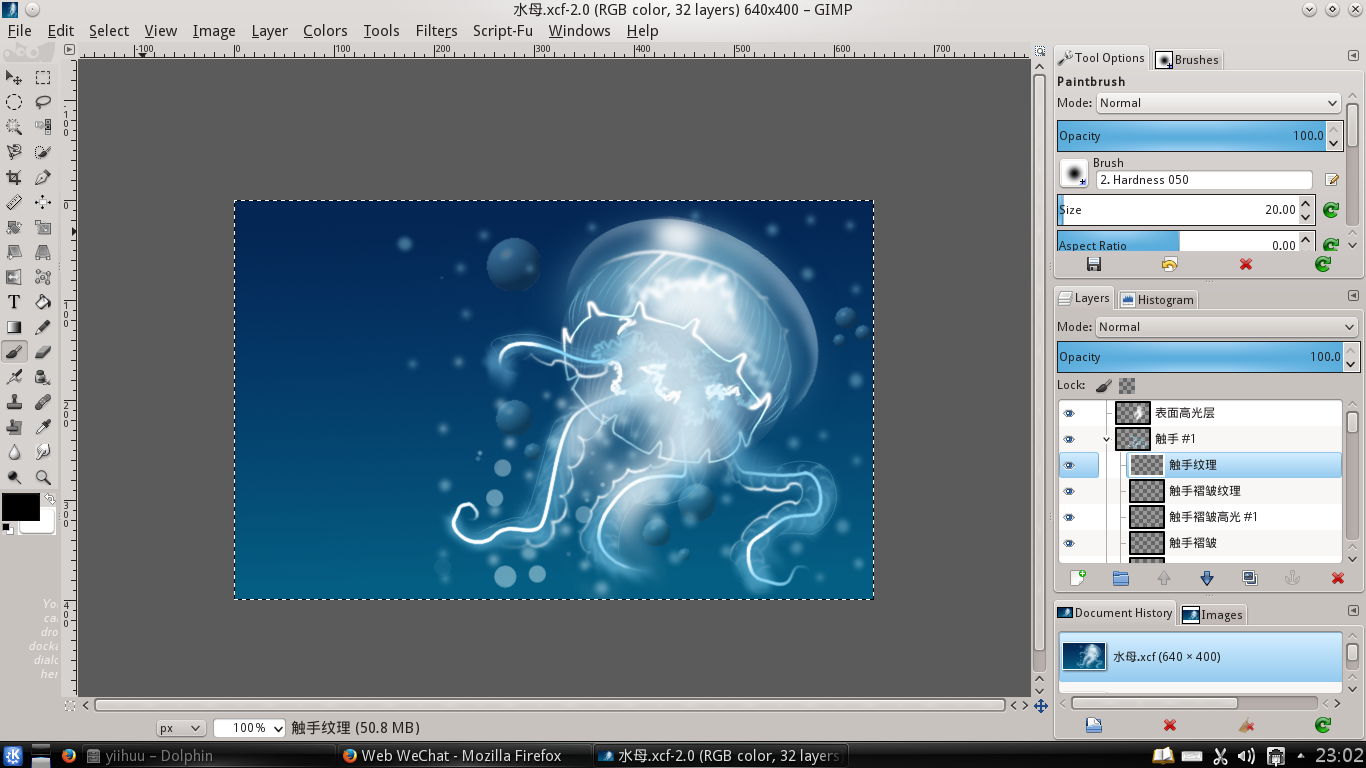 水母.xcf-2.0 (RGB color, 32 layers) 640x400 – GIMP
File Edit Select View Image Layer Colors Tools Filters Script-Fu Windows Help
-100 0 100 200 300 400 500 600 700
-100
0
100
200
300
400
You
can
drop
dockable
dialogs
here
Tool Options Brushes
Paintbrush
Mode: Normal
Opacity 100.0
Brush
2. Hardness 050
Size 20.00
Aspect Ratio 0.00
Layers Histogram
Mode: Normal
Opacity 100.0
Lock:
表面高光层
触手 #1
触手纹理
触手褶皱纹理
触手褶皱高光 #1
触手褶皱
Document History Images
水母.xcf (640 × 400)
px 100% 触手纹理 (50.8 MB)
yiihuu – Dolphin Web WeChat - Mozilla Firefox 水母.xcf-2.0 (RGB color, 32 layers 23:02